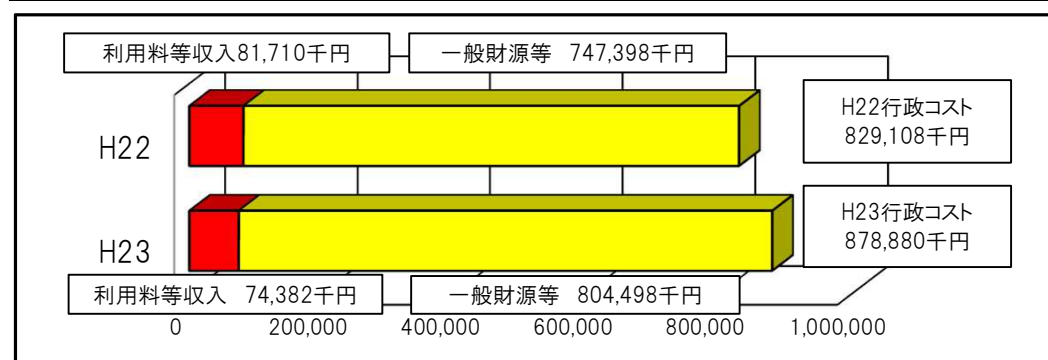 利用料等収入81,710千円
一般財源等　747,398千円
H22行政コスト
829,108千円
H22
H23行政コスト
878,880千円
H23
利用料等収入　74,382千円
一般財源等　804,498千円
0　200,000　400,000　600,000　800,000　1,000,000